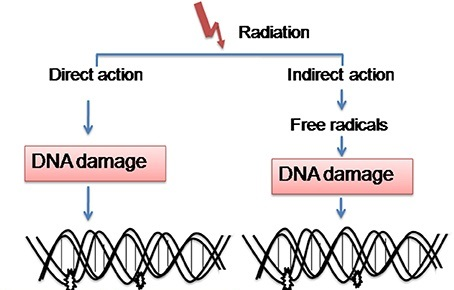 Radiation
Direct action
Indirect action
Free radicals
DNA damage
DNA damage